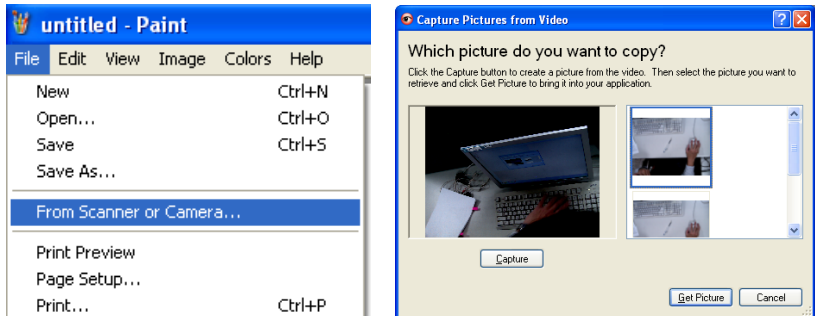 untitled - Paint
File Edit View Image Colors Help
New Ctrl+N
Open... Ctrl+O
Save Ctrl+S
Save As...
From Scanner or Camera...
Print Preview
Page Setup...
Print... Ctrl+P
Capture Pictures from Video
Which picture do you want to copy?
Click the Capture button to create a picture from the video. Then select the picture you want to
retrieve and click Get Picture to bring it into your application.
Capture
Get Picture Cancel